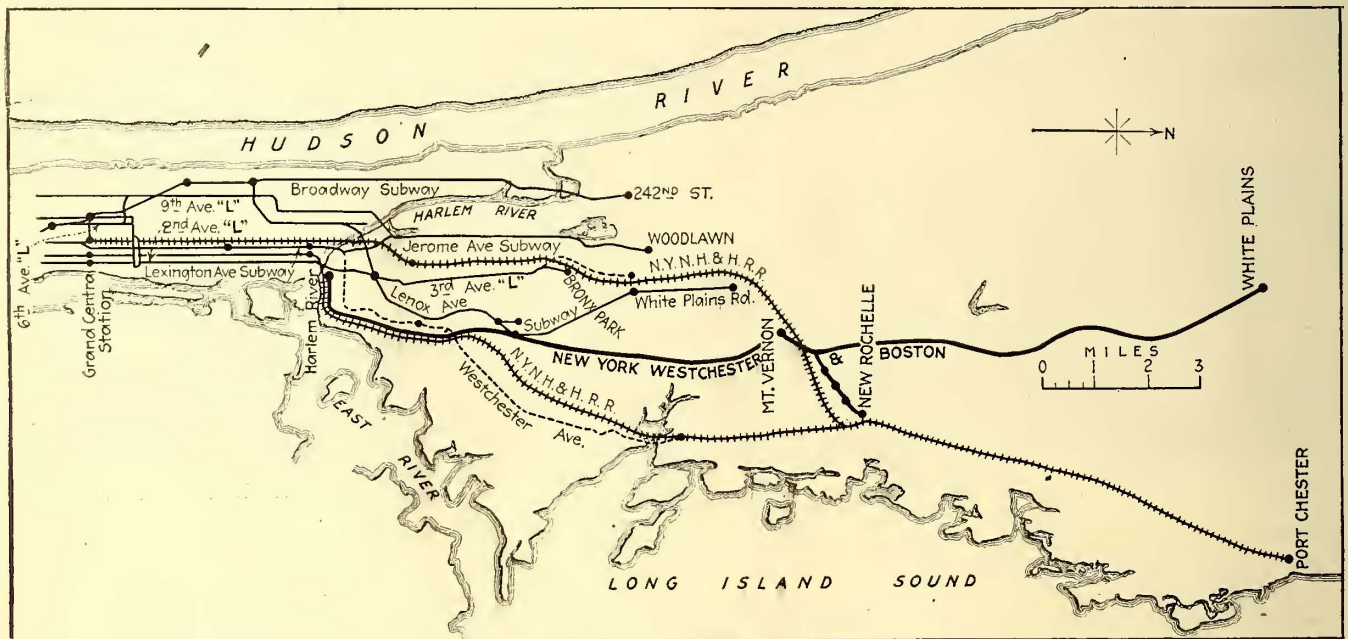 HUDSON RIVER
N
Broadway Subway
242ND ST.
9th Ave. "L"
2nd Ave. "L"
HARLEM RIVER
6th Ave. "L"
Jerome Ave Subway
WOODLAWN
Lexington Ave Subway
N.Y.N.H. & H.R.R.
3rd Ave. "L"
BRONX PARK
Lenox Ave
Subway
White Plains Rd.
Grand Central
Station
Harlem River
NEW YORK WESTCHESTER & BOSTON
MT. VERNON
NEW ROCHELLE
WHITE PLAINS
MILES
0 1 2 3
N.Y.N.H. & H.R.R.
Westchester Ave.
EAST RIVER
PORT CHESTER
LONG ISLAND SOUND